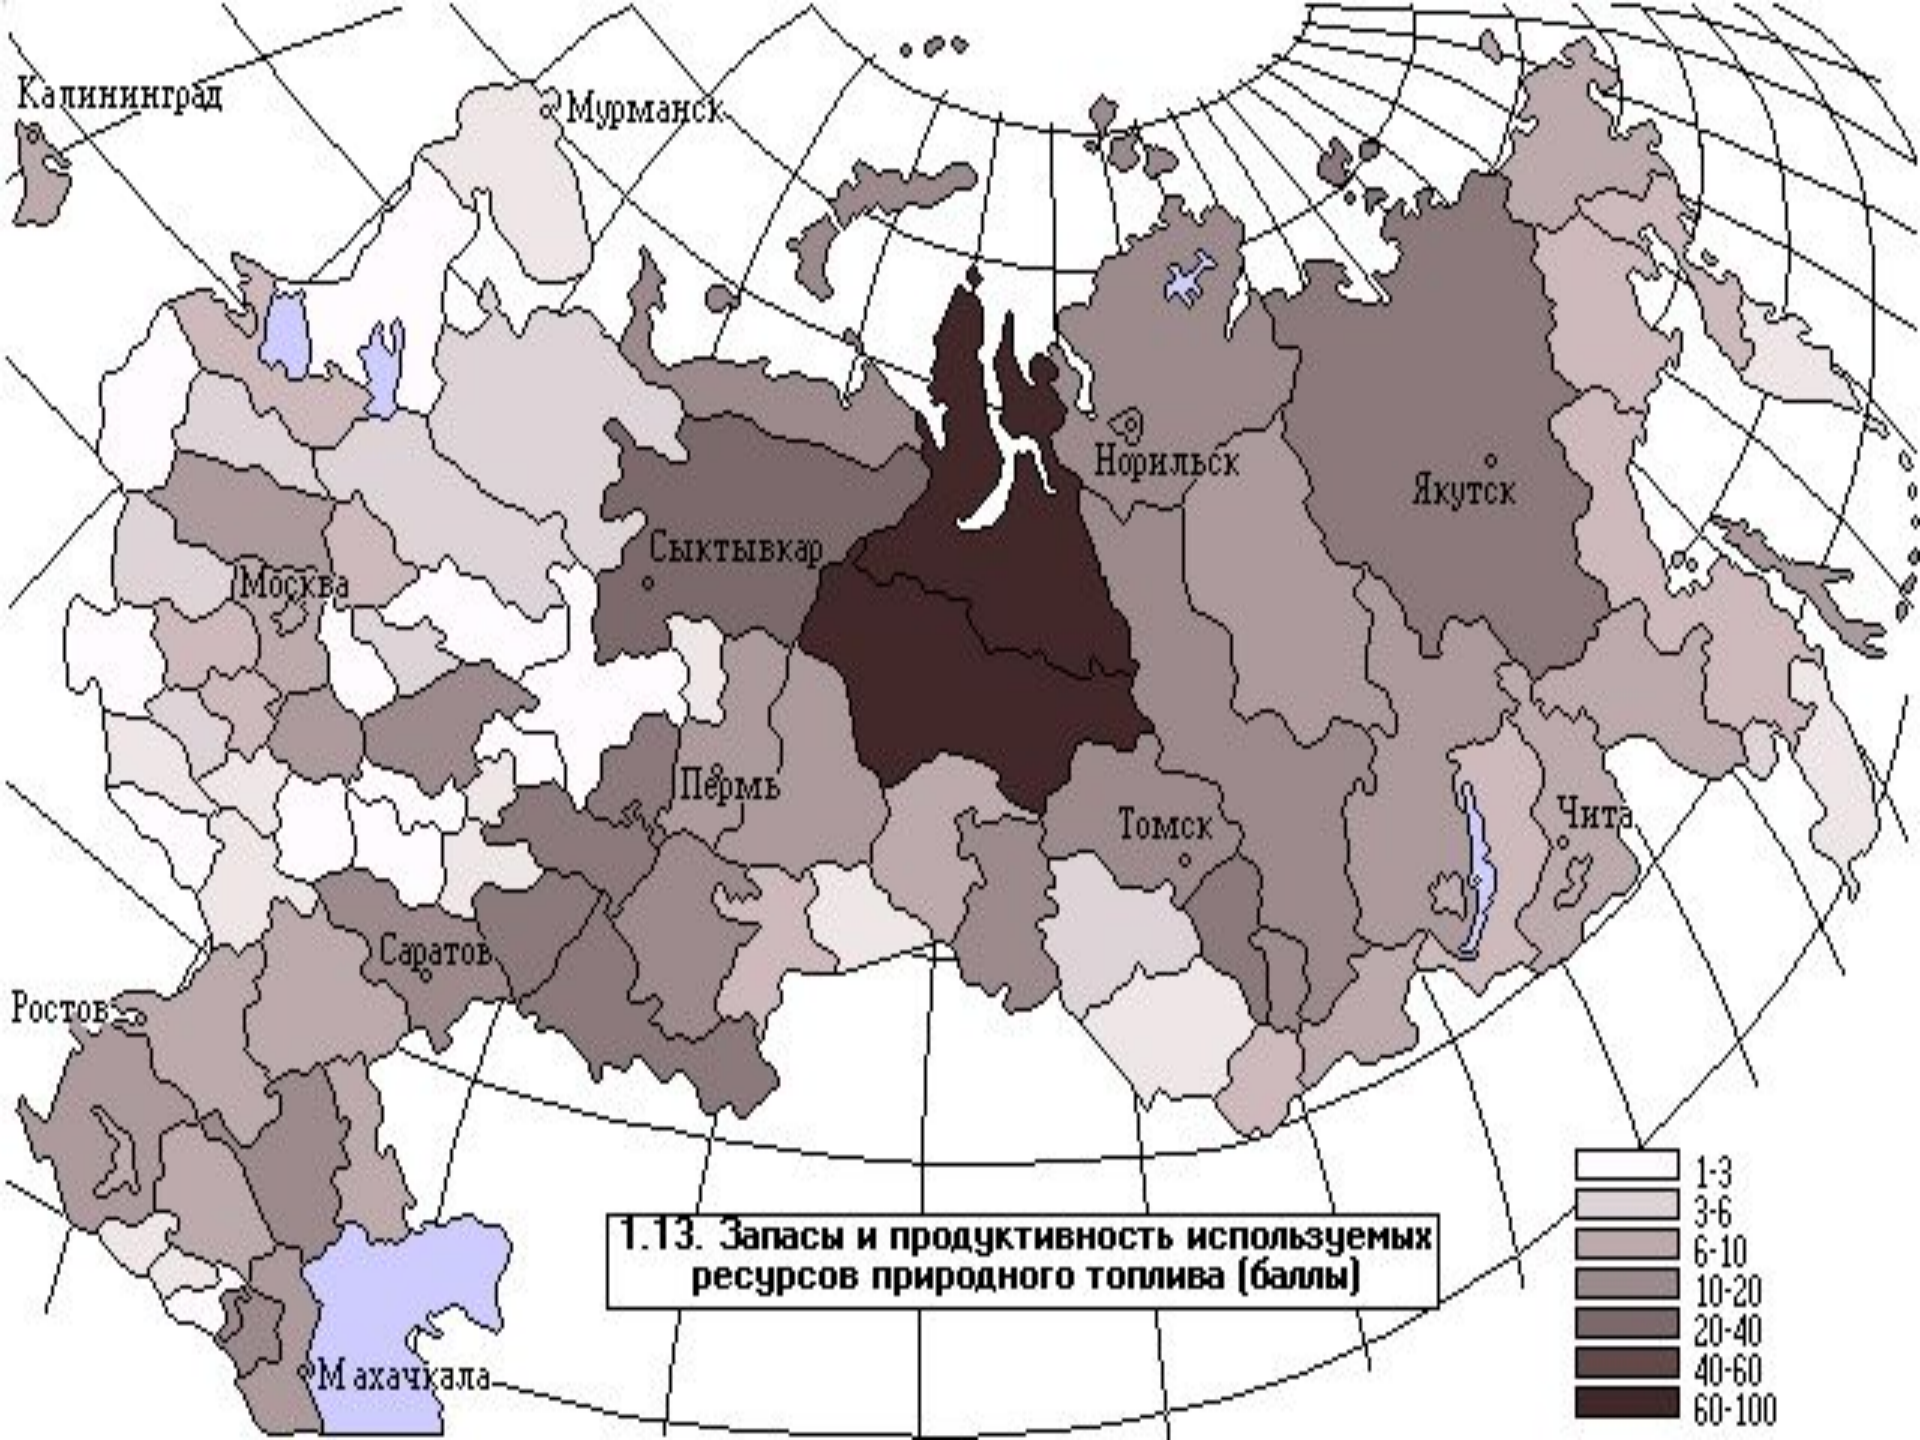 Калининград
Мурманск
Норильск
Якутск
Сыктывкар
Москва
Пермь
Томск
Чита
Саратов
Ростов
Махачкала
1.13. Запасы и продуктивность используемых
ресурсов природного топлива (баллы)
1-3
3-6
6-10
10-20
20-40
40-60
60-100